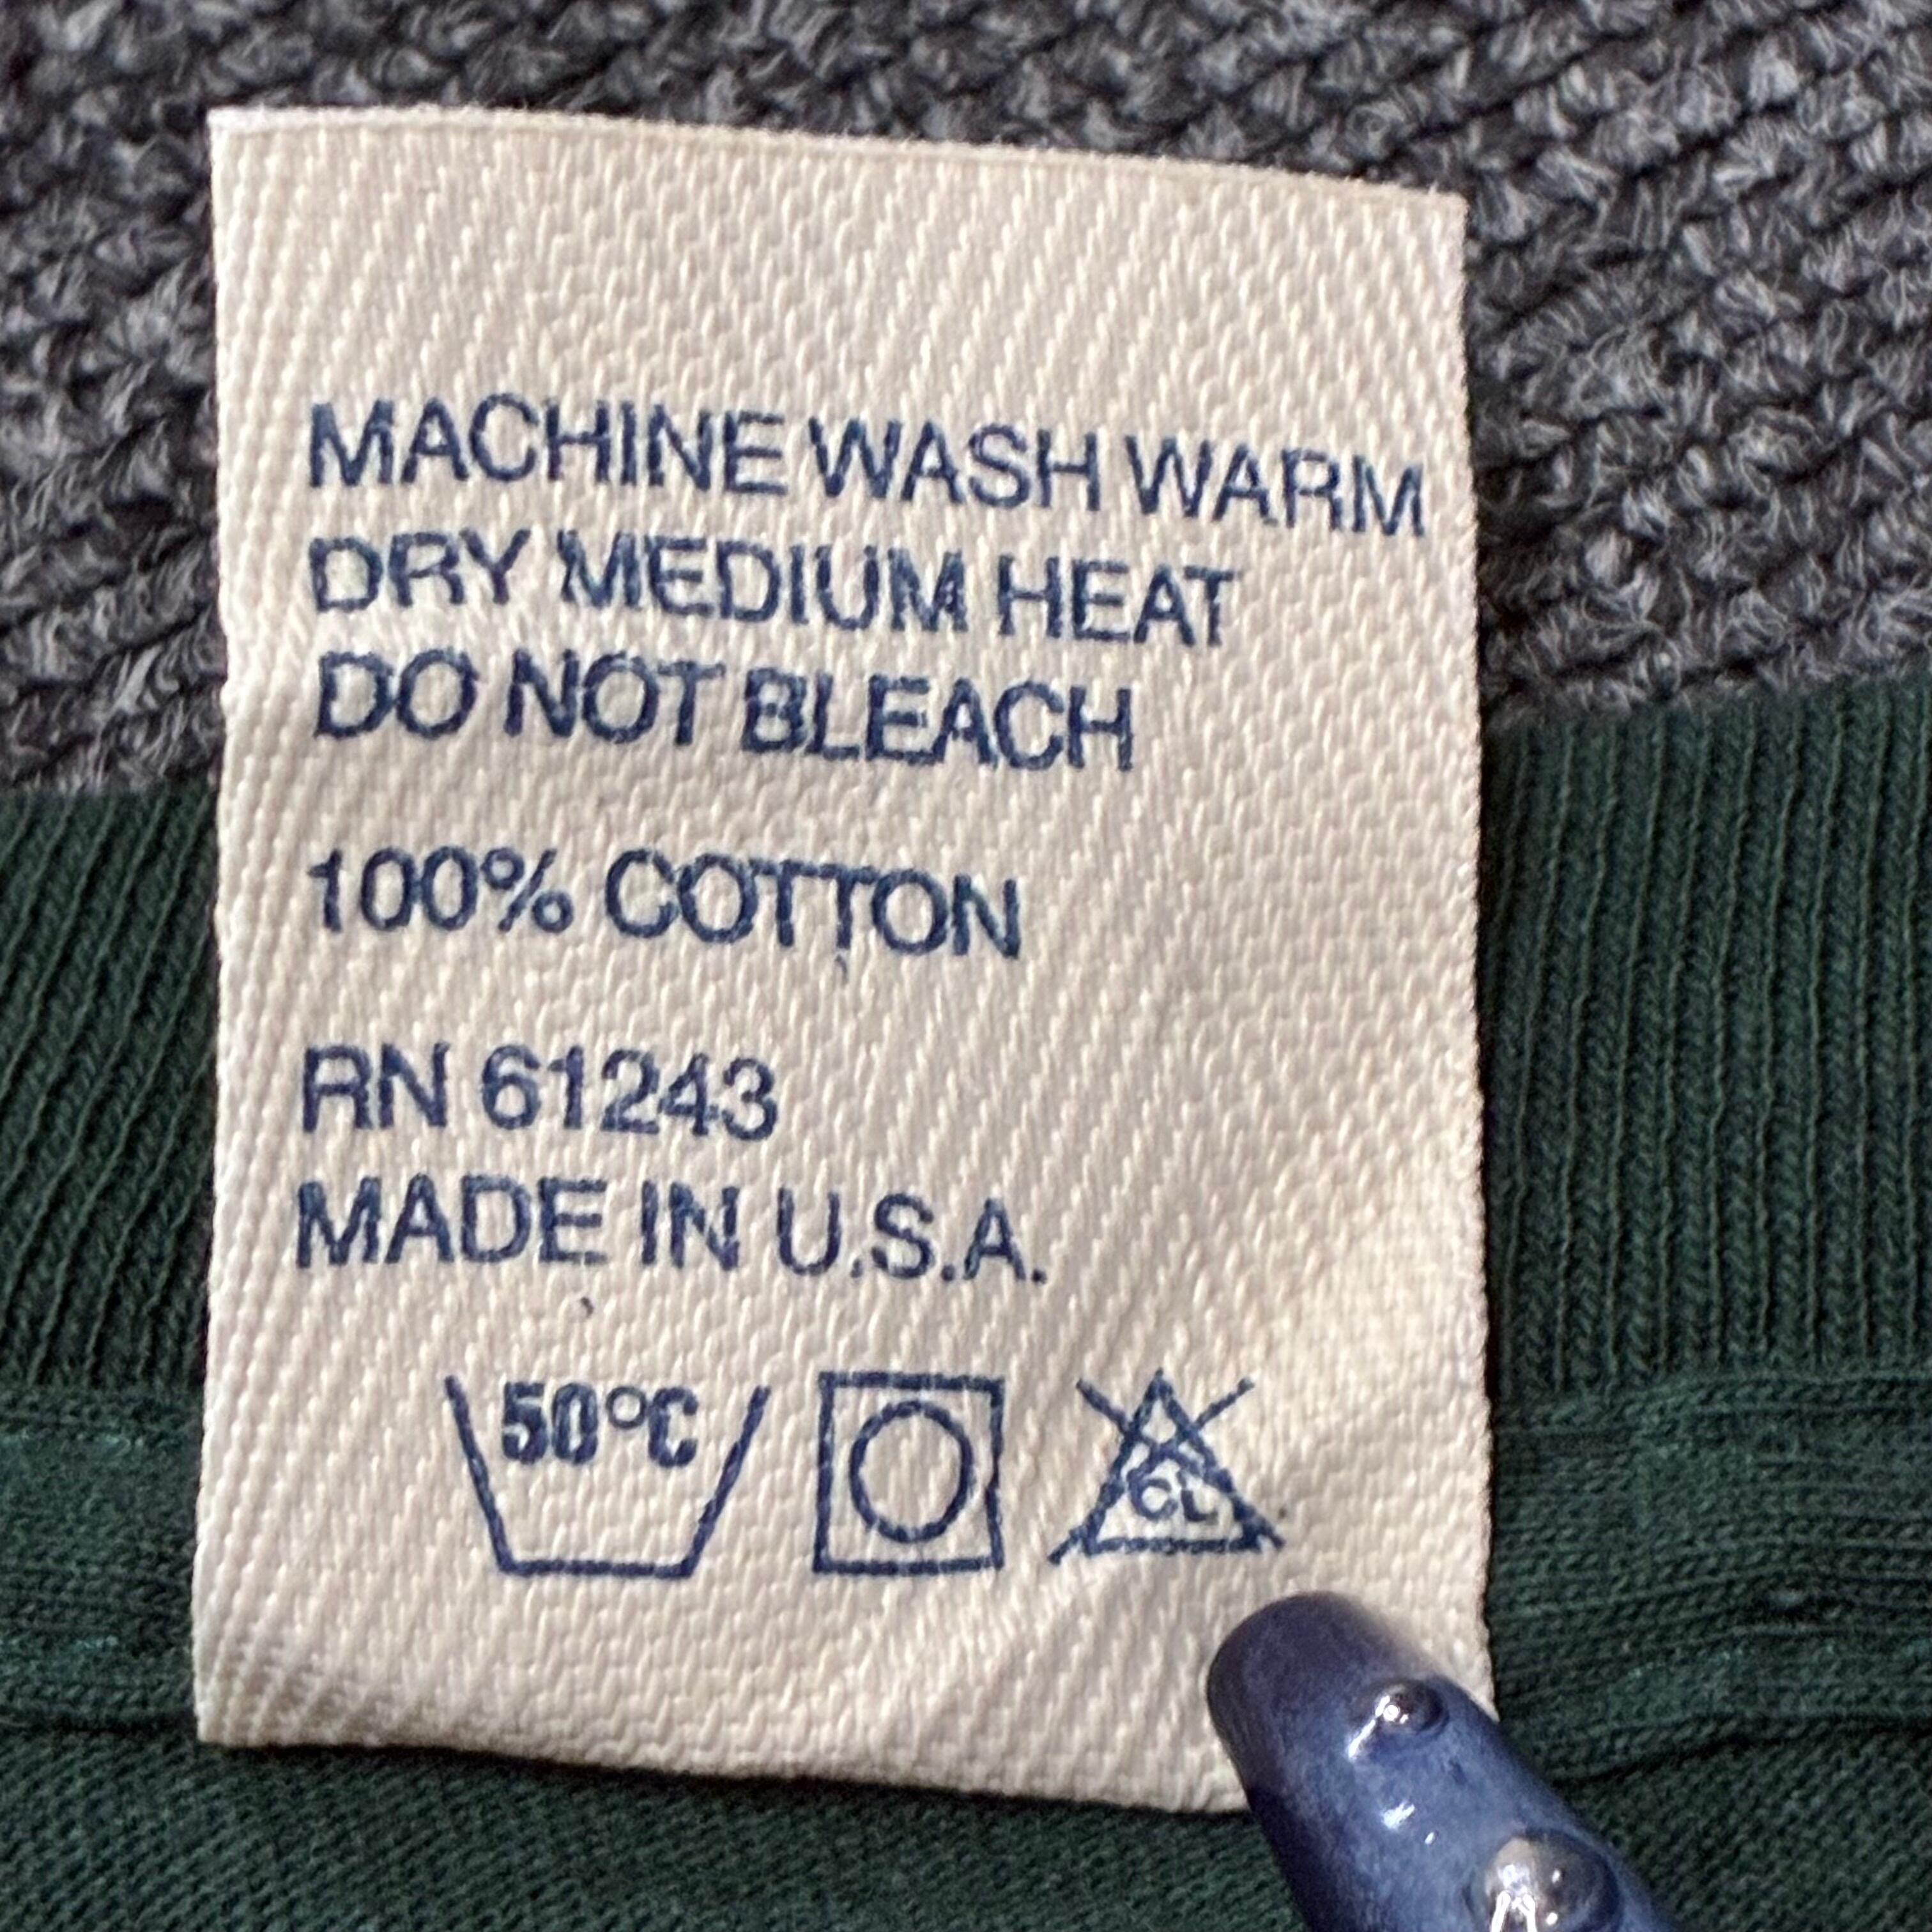 MACHINE WASH WARM
DRY MEDIUM HEAT
DO NOT BLEACH
100% COTTON
RN 61243
MADE IN U.S.A.
50°C CL